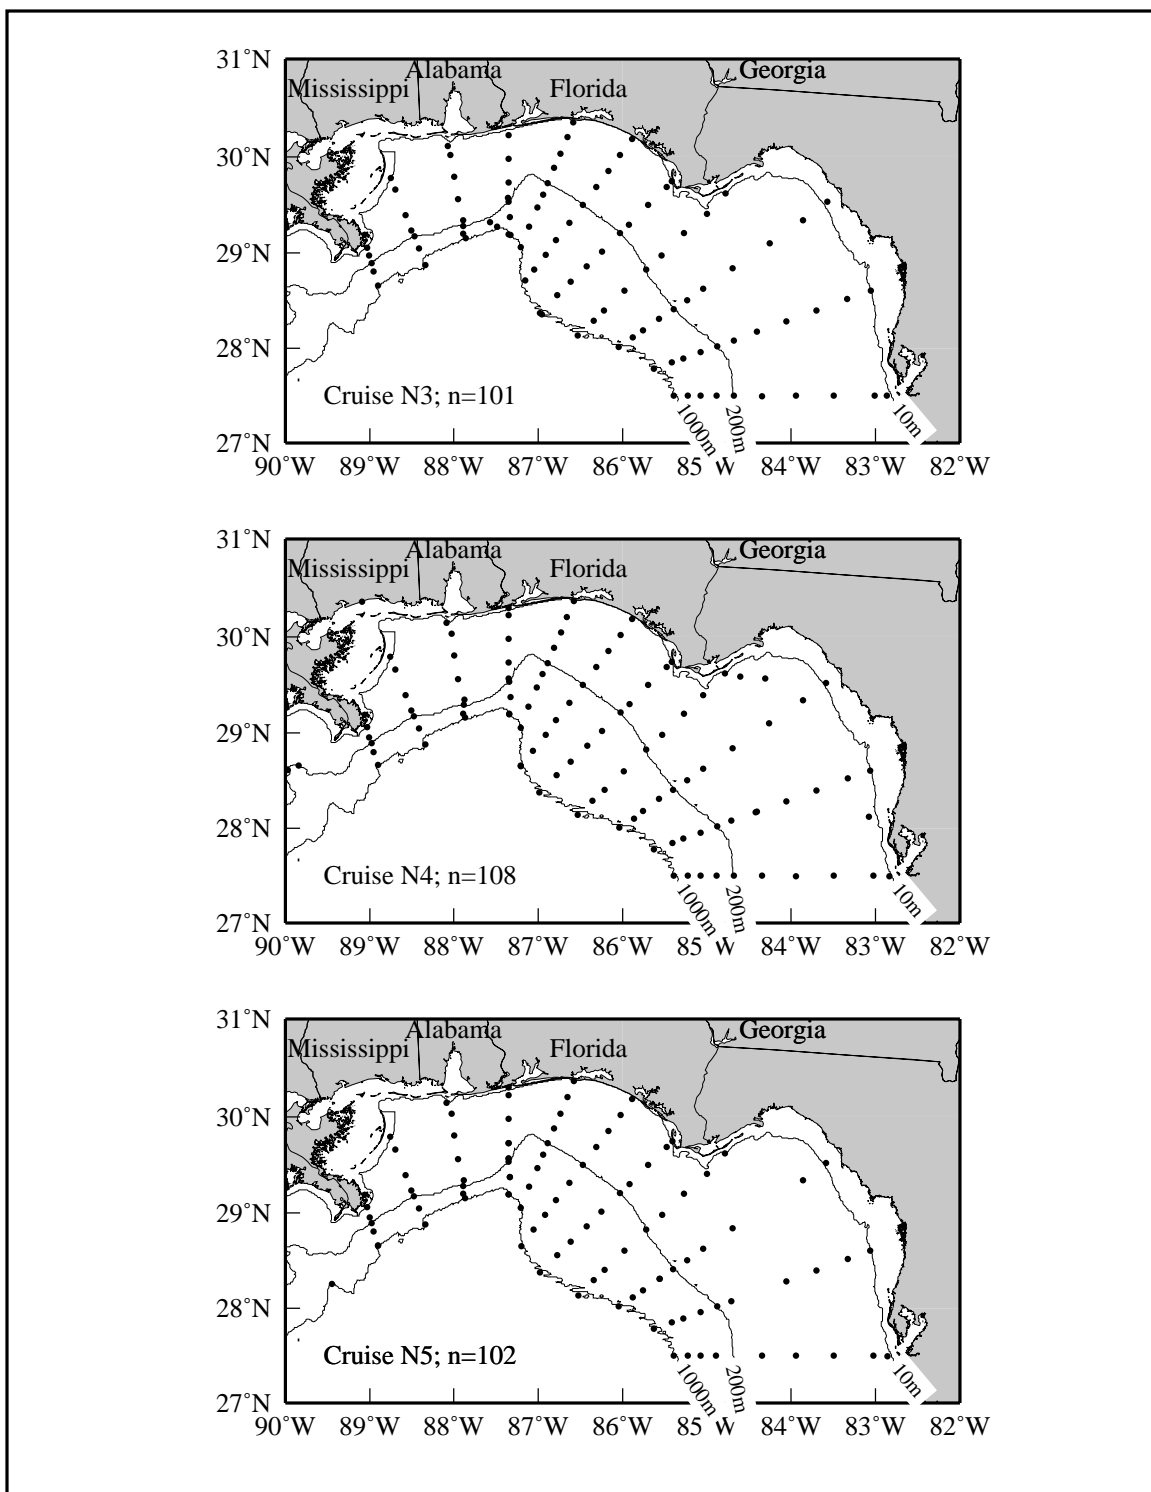 31°N
Alabama
Georgia
Mississippi
Florida
30°N
29°N
28°N
Cruise N3; n=101
1000m
200m
10m
27°N
90°W 89°W 88°W 87°W 86°W 85°W 84°W 83°W 82°W
31°N
Alabama
Georgia
Mississippi
Florida
30°N
29°N
28°N
Cruise N4; n=108
1000m
200m
10m
27°N
90°W 89°W 88°W 87°W 86°W 85°W 84°W 83°W 82°W
31°N
Alabama
Georgia
Mississippi
Florida
30°N
29°N
28°N
Cruise N5; n=102
1000m
200m
10m
27°N
90°W 89°W 88°W 87°W 86°W 85°W 84°W 83°W 82°W